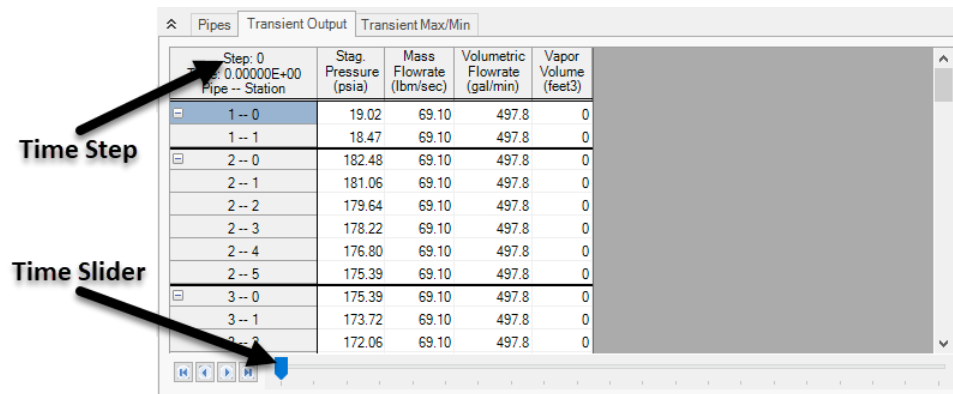 Pipes Transient Output Transient Max/Min
Step: 0
0.00000E+00
Pipe -- Station
Stag.
Pressure
(psia)
Mass
Flowrate
(lbm/sec)
Volumetric
Flowrate
(gal/min)
Vapor
Volume
(feet3)
1 -- 0 19.02 69.10 497.8 0
1 -- 1 18.47 69.10 497.8 0
Time Step
2 -- 0 182.48 69.10 497.8 0
2 -- 1 181.06 69.10 497.8 0
2 -- 2 179.64 69.10 497.8 0
2 -- 3 178.22 69.10 497.8 0
2 -- 4 176.80 69.10 497.8 0
Time Slider
2 -- 5 175.39 69.10 497.8 0
3 -- 0 175.39 69.10 497.8 0
3 -- 1 173.72 69.10 497.8 0
172.06 69.10 497.8 0